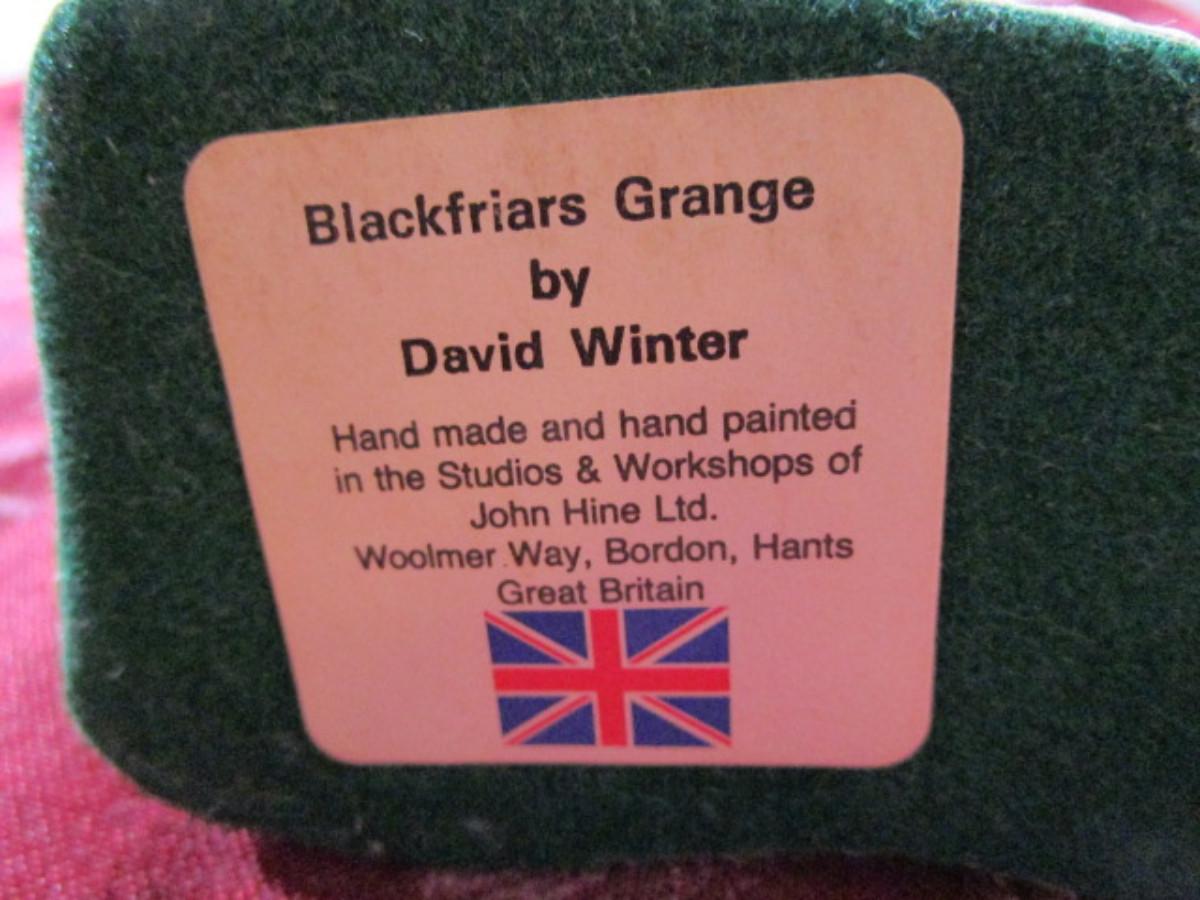 Blackfriars Grange
by
David Winter
Hand made and hand painted
in the Studios & Workshops of
John Hine Ltd.
Woolmer Way, Bordon, Hants
Great Britain